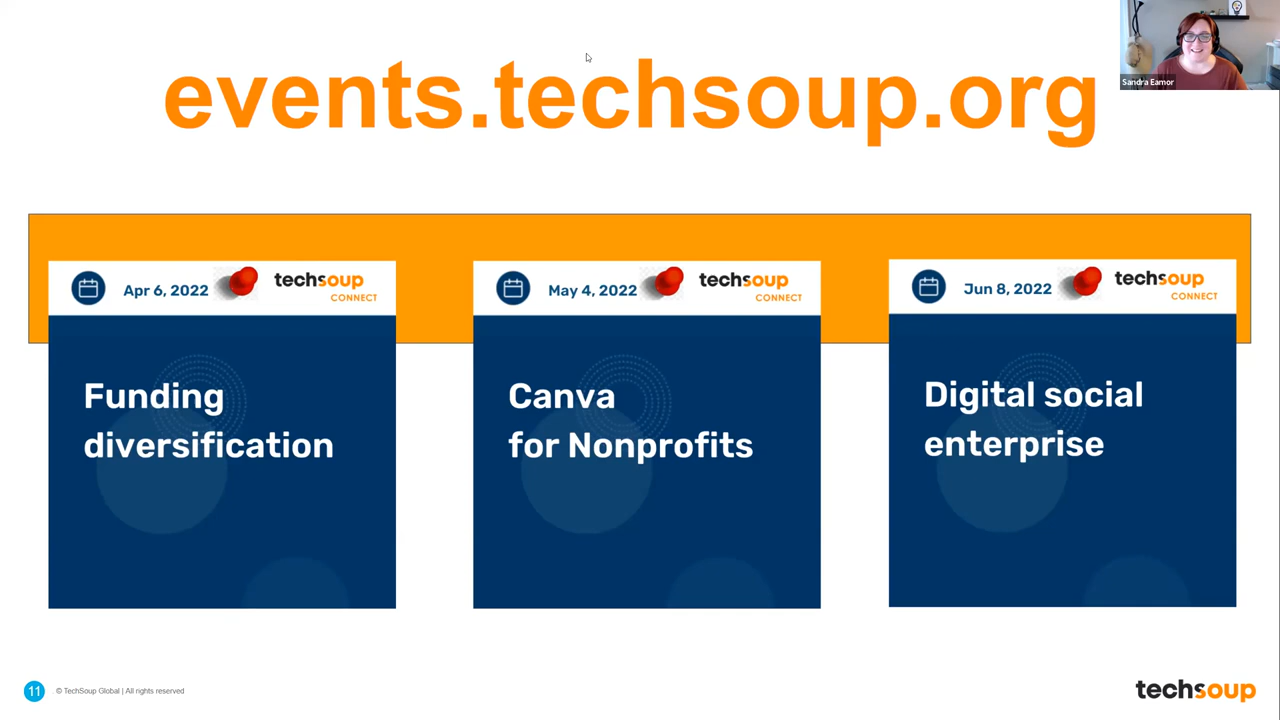 Sandra Eamor
events.techsoup.org
Apr 6, 2022
techsoup
CONNECT
Funding
diversification
May 4, 2022
techsoup
CONNECT
Canva
for Nonprofits
Jun 8, 2022
techsoup
CONNECT
Digital social
enterprise
11
© TechSoup Global | All rights reserved
techsoup